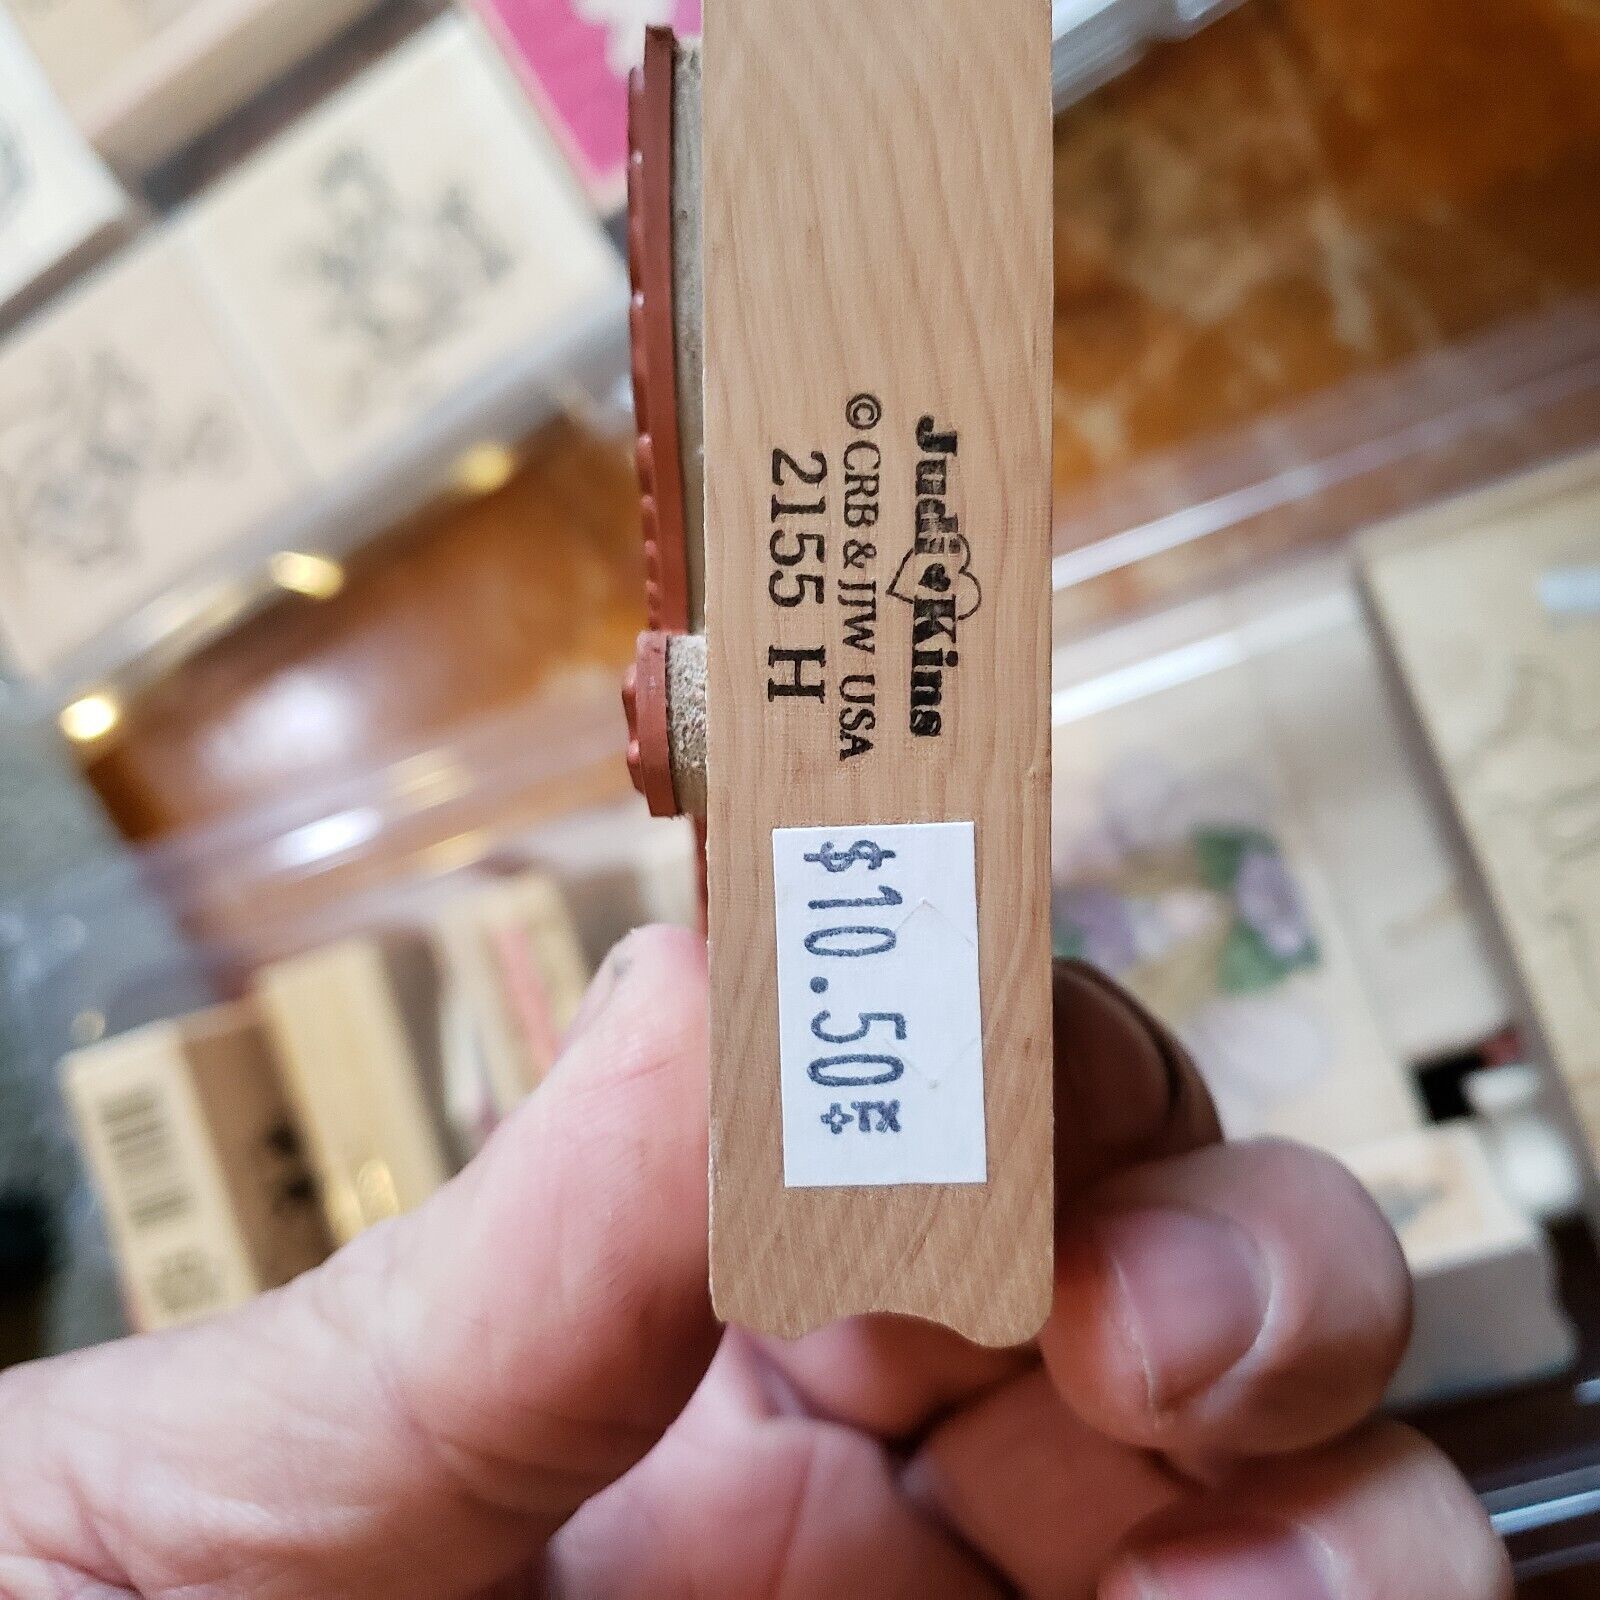 Judi Kins
© CRB & JJW USA
2155 H
$10.50 +TX